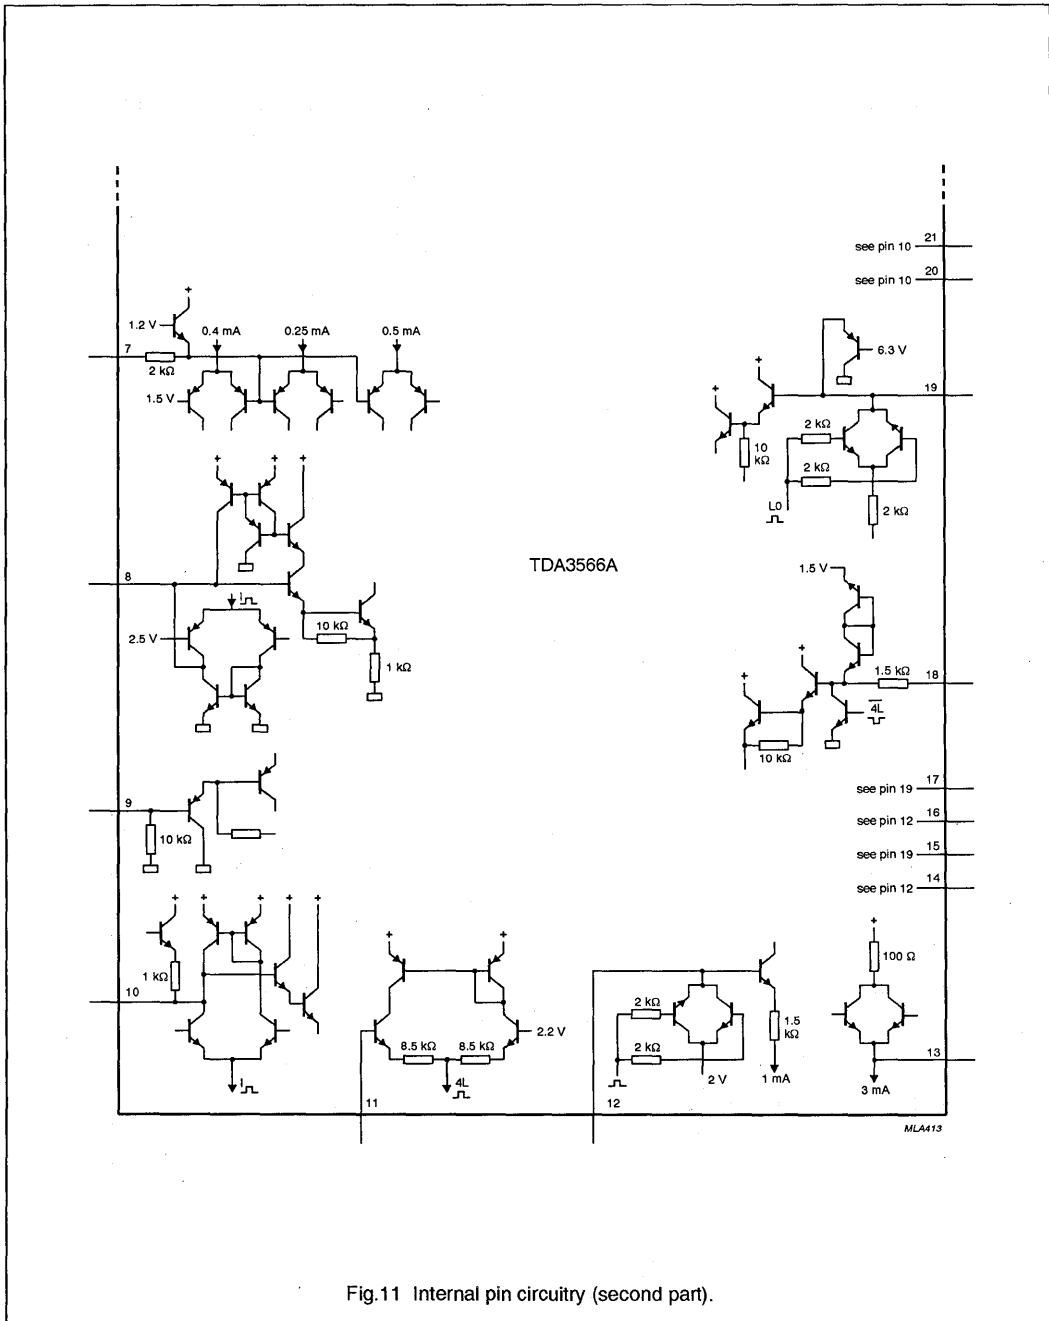 +
1.2 V
7
2 kΩ
0.4 mA
0.25 mA
0.5 mA
1.5 V
+
+
+
8
I
2.5 V
10 kΩ
1 kΩ
9
10 kΩ
+
+
+
+
+
1 kΩ
10
I
+
+
2.2 V
8.5 kΩ
8.5 kΩ
4L
11
12
2 kΩ
2 kΩ
2 V
1.5 kΩ
1 mA
+
100 Ω
13
3 mA
TDA3566A
see pin 10
21
see pin 10
20
6.3 V
19
+
+
10 kΩ
2 kΩ
2 kΩ
L0
2 kΩ
1.5 V
1.5 kΩ
18
+
+
4L
10 kΩ
see pin 19
17
see pin 12
16
see pin 19
15
see pin 12
14
MLA413
Fig.11 Internal pin circuitry (second part).